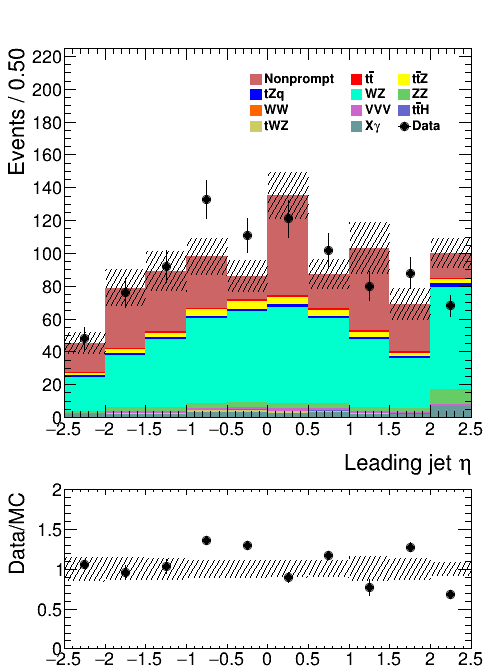 Events / 0.50
220
200
180
160
140
120
100
80
60
40
20
0
Nonprompt tt̄ tt̄Z
tZq WZ ZZ
WW VVV tt̄H
tWZ Xγ Data
−2.5 −2 −1.5 −1 −0.5 0 0.5 1 1.5 2 2.5
Leading jet η
Data/MC
2
1.5
1
0.5
0
−2.5 −2 −1.5 −1 −0.5 0 0.5 1 1.5 2 2.5